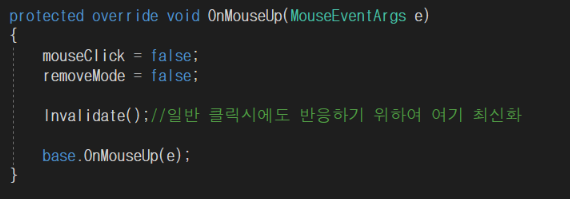 protected override void OnMouseUp(MouseEventArgs e)
{
mouseClick = false;
removeMode = false;
Invalidate();//일반 클릭시에도 반응하기 위하여 여기 최신화
base.OnMouseUp(e);
}